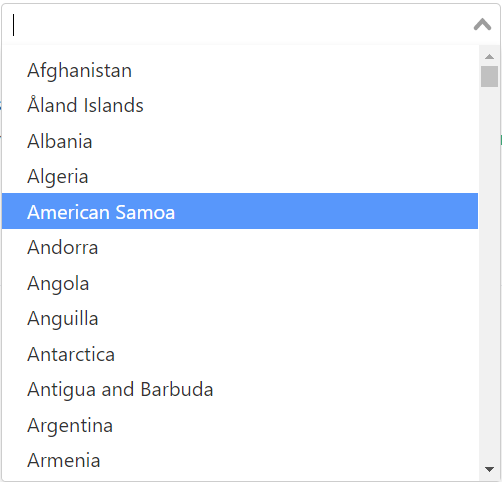 Afghanistan
Åland Islands
Albania
Algeria
American Samoa
Andorra
Angola
Anguilla
Antarctica
Antigua and Barbuda
Argentina
Armenia